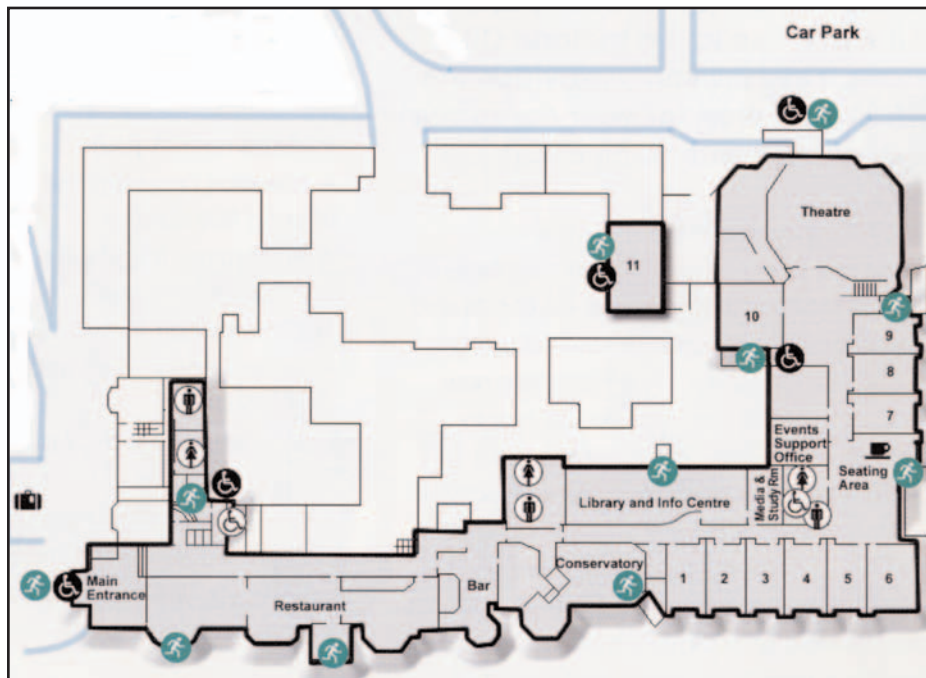 Car Park
Theatre
11
10
9
8
7
Events
Support
Office
Seating
Area
Library and Info Centre
Media &
Study Rm
Main
Entrance
Restaurant
Bar
Conservatory
1
2
3
4
5
6